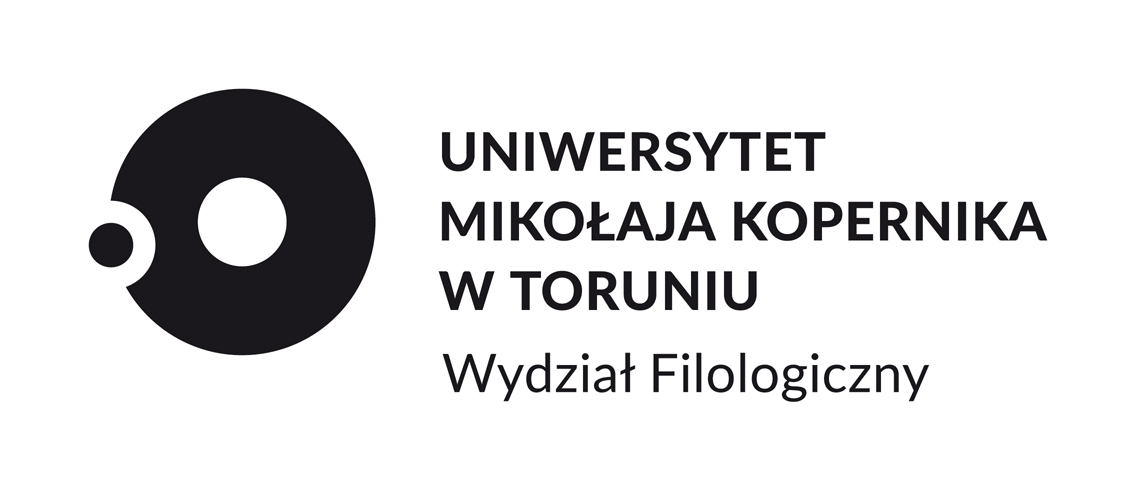 UNIWERSYTET
MIKOŁAJA KOPERNIKA
W TORUNIU
Wydział Filologiczny